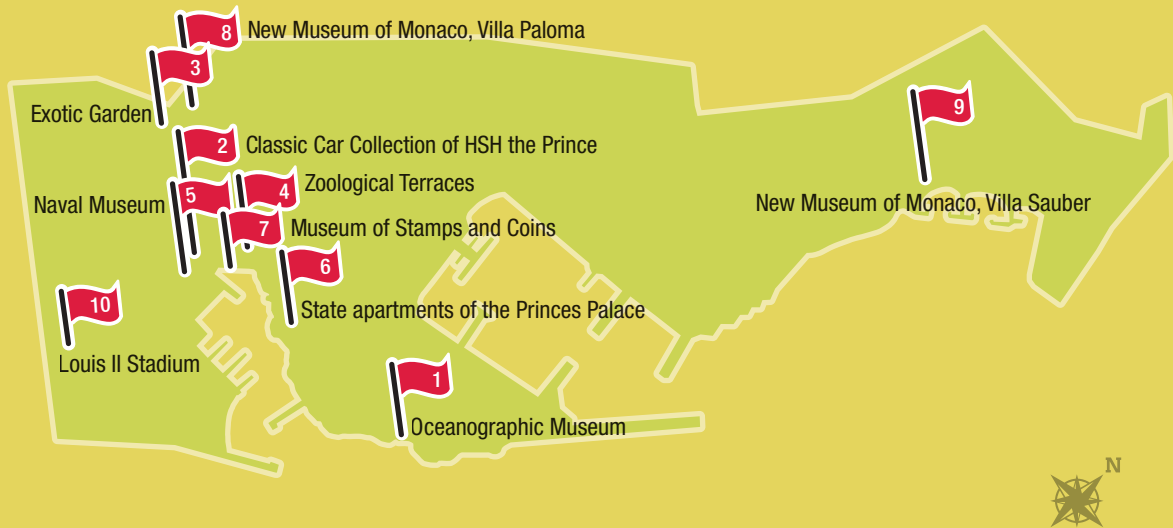 8 New Museum of Monaco, Villa Paloma
3
Exotic Garden
9
2 Classic Car Collection of HSH the Prince
4 Zoological Terraces
5
Naval Museum
New Museum of Monaco, Villa Sauber
7 Museum of Stamps and Coins
6
State apartments of the Princes Palace
10
Louis II Stadium
1
Oceanographic Museum
N